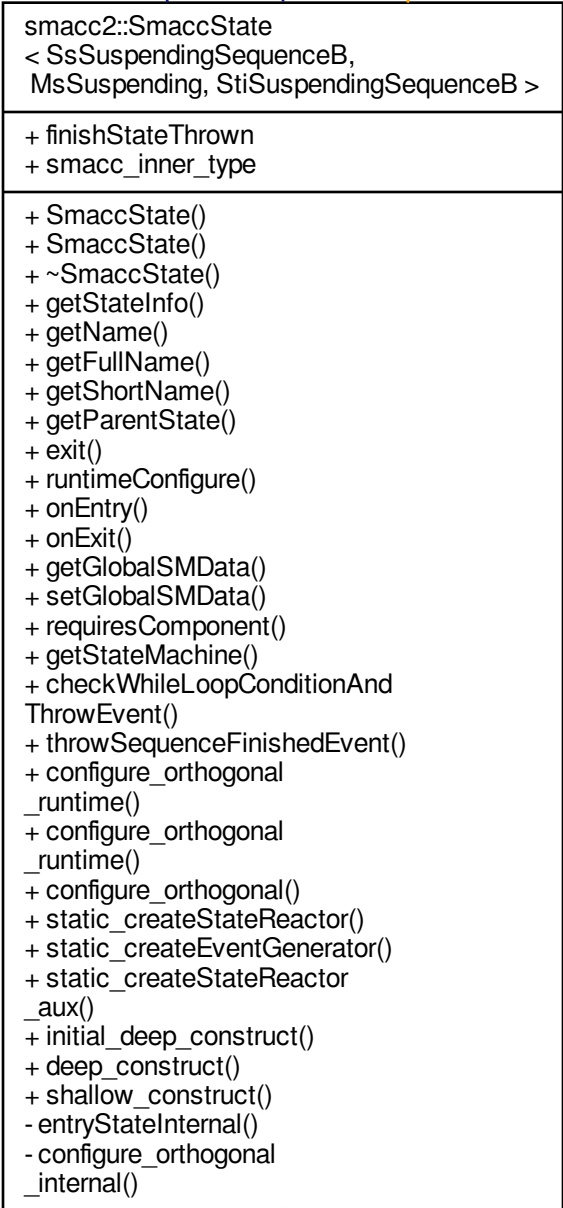 smacc2::SmaccState
< SsSuspendingSequenceB,
MsSuspending, StiSuspendingSequenceB >
+ finishStateThrown
+ smacc_inner_type
+ SmaccState()
+ SmaccState()
+ ~SmaccState()
+ getStateInfo()
+ getName()
+ getFullName()
+ getShortName()
+ getParentState()
+ exit()
+ runtimeConfigure()
+ onEntry()
+ onExit()
+ getGlobalSMData()
+ setGlobalSMData()
+ requiresComponent()
+ getStateMachine()
+ checkWhileLoopConditionAnd
ThrowEvent()
+ throwSequenceFinishedEvent()
+ configure_orthogonal
_runtime()
+ configure_orthogonal
_runtime()
+ configure_orthogonal()
+ static_createStateReactor()
+ static_createEventGenerator()
+ static_createStateReactor
_aux()
+ initial_deep_construct()
+ deep_construct()
+ shallow_construct()
- entryStateInternal()
- configure_orthogonal
_internal()